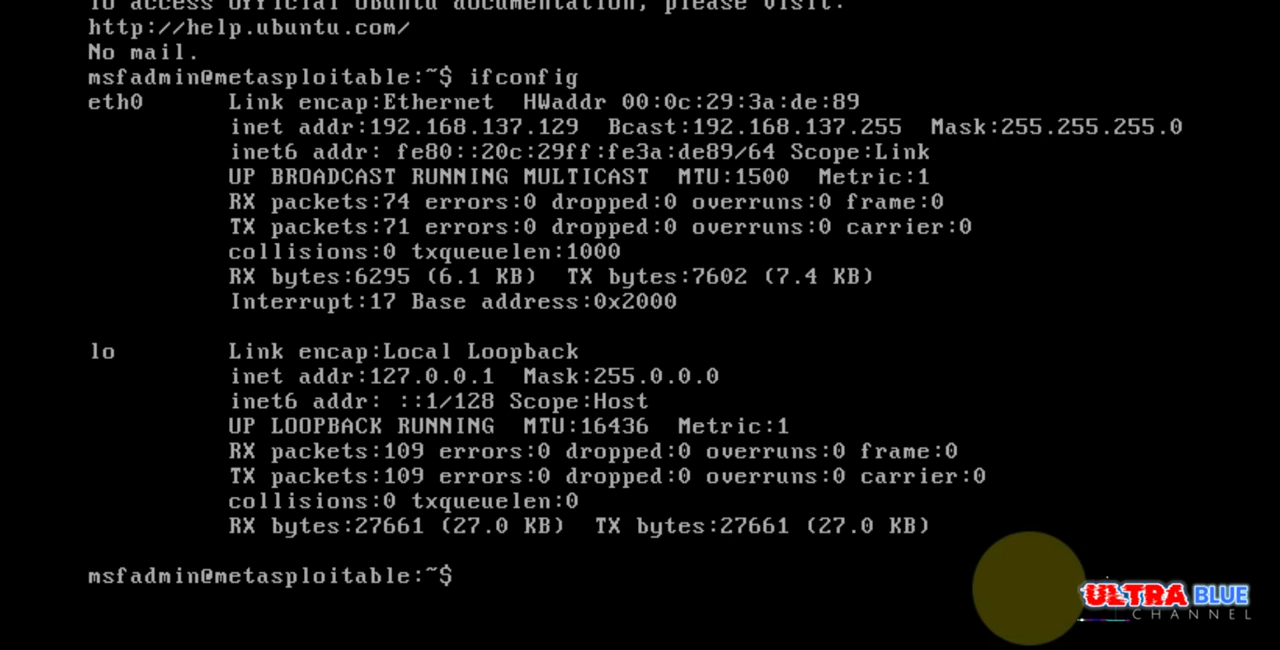 To access official Ubuntu documentation, please visit:
http://help.ubuntu.com/
No mail.
msfadmin@metasploitable:~$ ifconfig
eth0 Link encap:Ethernet HWaddr 00:0c:29:3a:de:89
inet addr:192.168.137.129 Bcast:192.168.137.255 Mask:255.255.255.0
inet6 addr: fe80::20c:29ff:fe3a:de89/64 Scope:Link
UP BROADCAST RUNNING MULTICAST MTU:1500 Metric:1
RX packets:74 errors:0 dropped:0 overruns:0 frame:0
TX packets:71 errors:0 dropped:0 overruns:0 carrier:0
collisions:0 txqueuelen:1000
RX bytes:6295 (6.1 KB) TX bytes:7602 (7.4 KB)
Interrupt:17 Base address:0x2000
lo Link encap:Local Loopback
inet addr:127.0.0.1 Mask:255.0.0.0
inet6 addr: ::1/128 Scope:Host
UP LOOPBACK RUNNING MTU:16436 Metric:1
RX packets:109 errors:0 dropped:0 overruns:0 frame:0
TX packets:109 errors:0 dropped:0 overruns:0 carrier:0
collisions:0 txqueuelen:0
RX bytes:27661 (27.0 KB) TX bytes:27661 (27.0 KB)
msfadmin@metasploitable:~$
ULTRA BLUE
CHANNEL